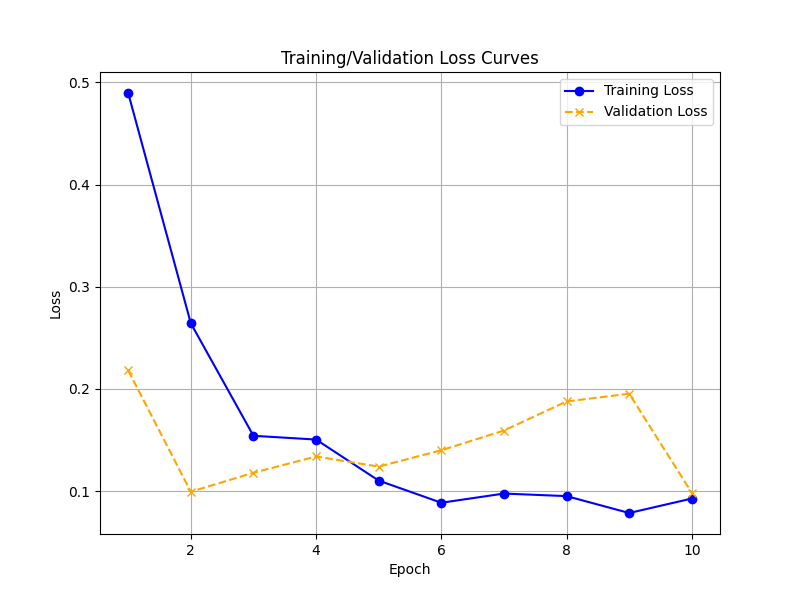 Training/Validation Loss Curves
Training Loss
Validation Loss
0.5
0.4
0.3
0.2
0.1
Loss
2 4 6 8 10
Epoch